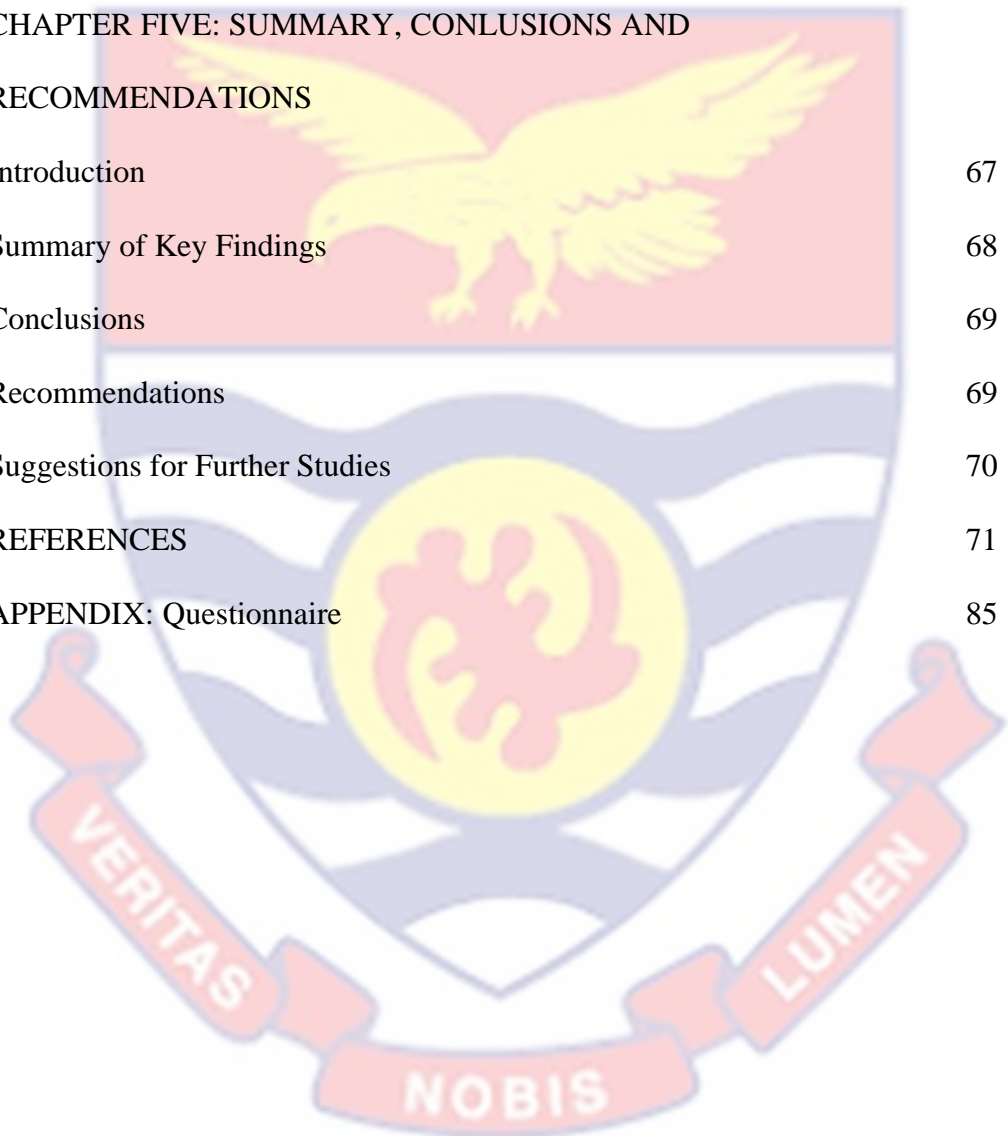 CHAPTER FIVE: SUMMARY, CONLUSIONS AND
RECOMMENDATIONS
Introduction 67
Summary of Key Findings 68
Conclusions 69
Recommendations 69
Suggestions for Further Studies 70
REFERENCES 71
APPENDIX: Questionnaire 85
VERITAS
NOBIS
LUMEN